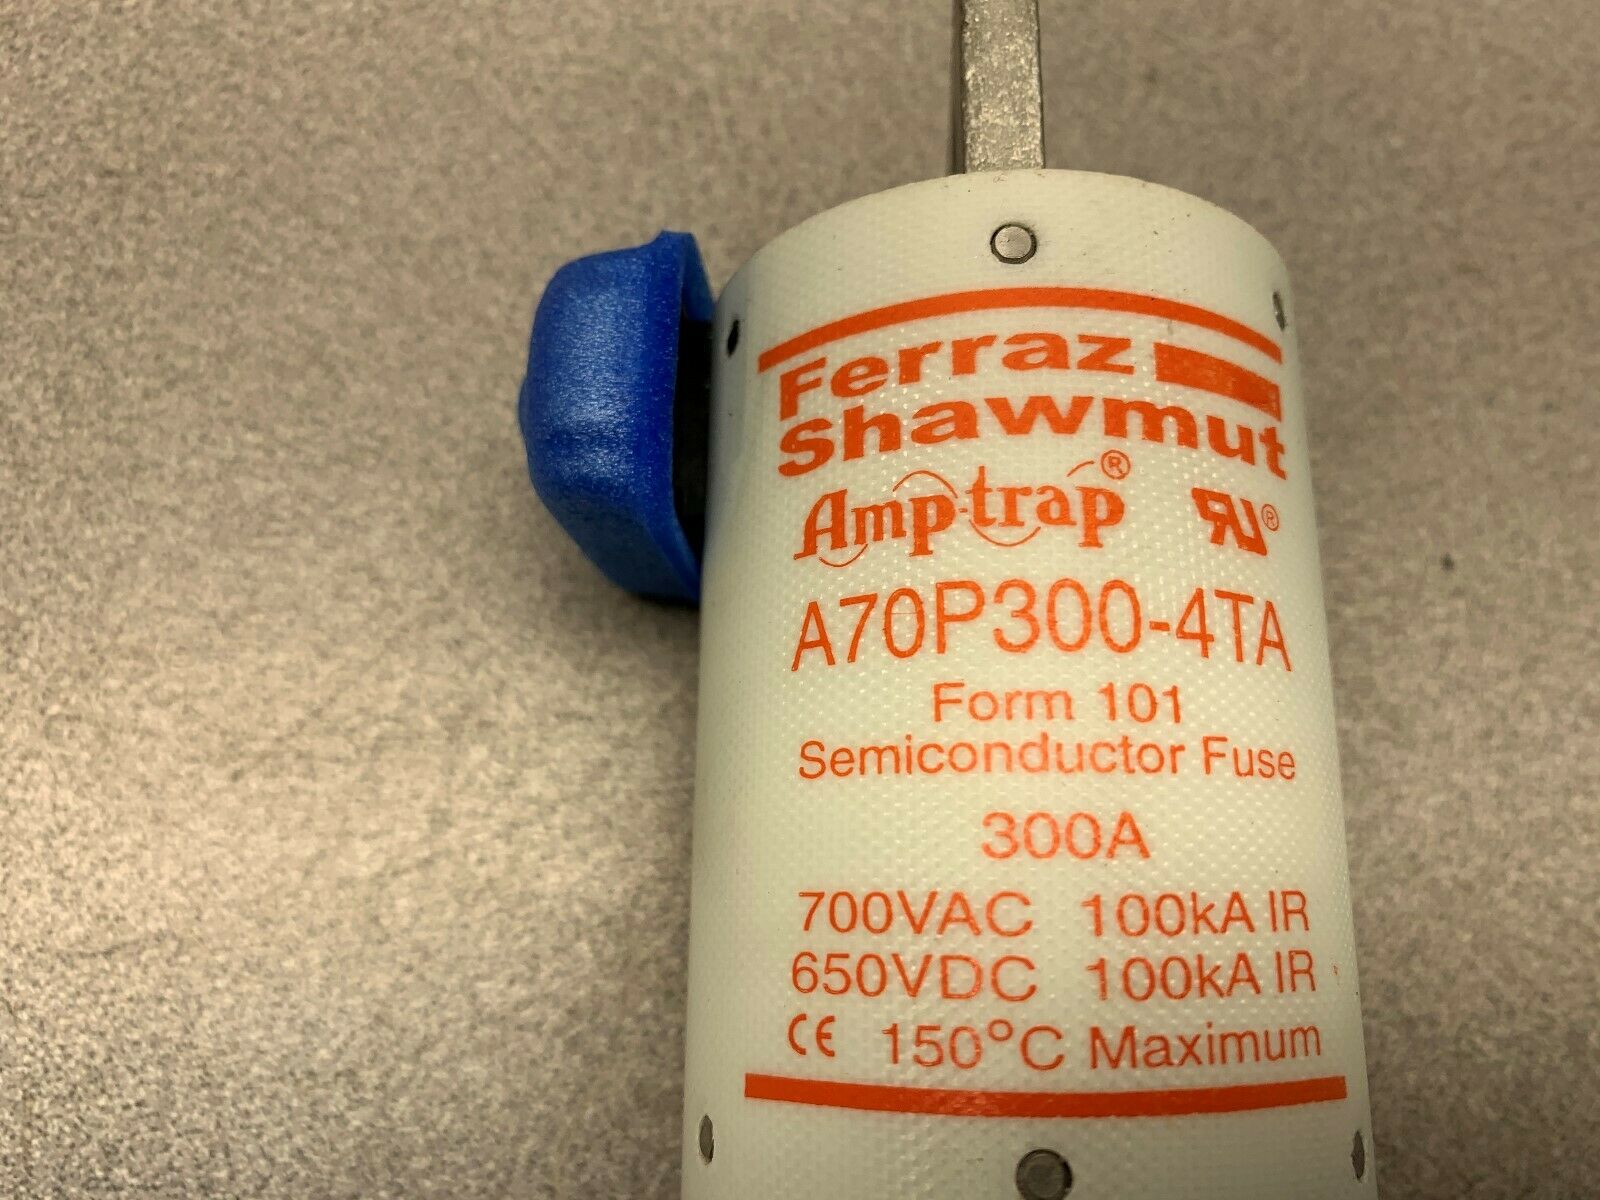 Ferraz
Shawmut
Amp-trap® RU®
A70P300-4TA
Form 101
Semiconductor Fuse
300A
700VAC 100kA IR
650VDC 100kA IR
CE 150°C Maximum